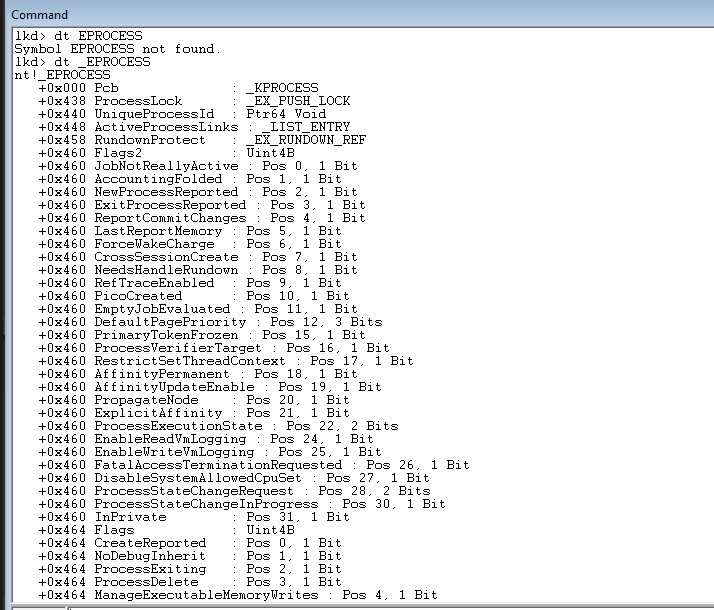 Command
lkd> dt EPROCESS
Symbol EPROCESS not found.
lkd> dt _EPROCESS
nt!_EPROCESS
   +0x000 Pcb              : _KPROCESS
   +0x438 ProcessLock      : _EX_PUSH_LOCK
   +0x440 UniqueProcessId  : Ptr64 Void
   +0x448 ActiveProcessLinks : _LIST_ENTRY
   +0x458 RundownProtect   : _EX_RUNDOWN_REF
   +0x460 Flags2           : Uint4B
   +0x460 JobNotReallyActive : Pos 0, 1 Bit
   +0x460 AccountingFolded : Pos 1, 1 Bit
   +0x460 NewProcessReported : Pos 2, 1 Bit
   +0x460 ExitProcessReported : Pos 3, 1 Bit
   +0x460 ReportCommitChanges : Pos 4, 1 Bit
   +0x460 LastReportMemory : Pos 5, 1 Bit
   +0x460 ForceWakeCharge  : Pos 6, 1 Bit
   +0x460 CrossSessionCreate : Pos 7, 1 Bit
   +0x460 NeedsHandleRundown : Pos 8, 1 Bit
   +0x460 RefTraceEnabled  : Pos 9, 1 Bit
   +0x460 PicoCreated      : Pos 10, 1 Bit
   +0x460 EmptyJobEvaluated : Pos 11, 1 Bit
   +0x460 DefaultPagePriority : Pos 12, 3 Bits
   +0x460 PrimaryTokenFrozen : Pos 15, 1 Bit
   +0x460 ProcessVerifierTarget : Pos 16, 1 Bit
   +0x460 RestrictSetThreadContext : Pos 17, 1 Bit
   +0x460 AffinityPermanent : Pos 18, 1 Bit
   +0x460 AffinityUpdateEnable : Pos 19, 1 Bit
   +0x460 PropagateNode    : Pos 20, 1 Bit
   +0x460 ExplicitAffinity : Pos 21, 1 Bit
   +0x460 ProcessExecutionState : Pos 22, 2 Bits
   +0x460 EnableReadVmLogging : Pos 24, 1 Bit
   +0x460 EnableWriteVmLogging : Pos 25, 1 Bit
   +0x460 FatalAccessTerminationRequested : Pos 26, 1 Bit
   +0x460 DisableSystemAllowedCpuSet : Pos 27, 1 Bit
   +0x460 ProcessStateChangeRequest : Pos 28, 2 Bits
   +0x460 ProcessStateChangeInProgress : Pos 30, 1 Bit
   +0x460 InPrivate        : Pos 31, 1 Bit
   +0x464 Flags            : Uint4B
   +0x464 CreateReported   : Pos 0, 1 Bit
   +0x464 NoDebugInherit   : Pos 1, 1 Bit
   +0x464 ProcessExiting   : Pos 2, 1 Bit
   +0x464 ProcessDelete    : Pos 3, 1 Bit
   +0x464 ManageExecutableMemoryWrites : Pos 4, 1 Bit